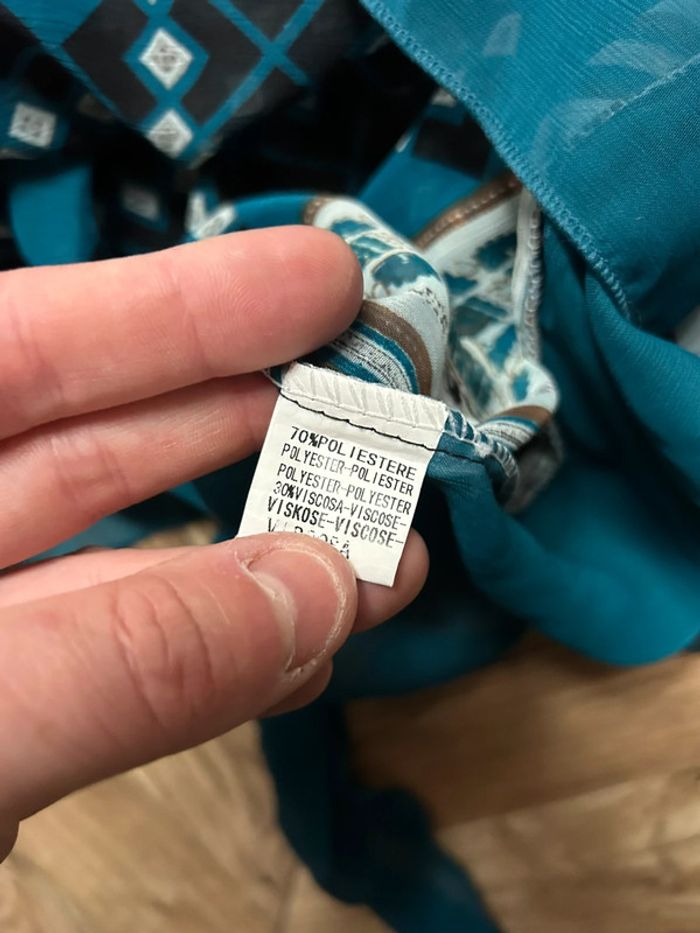 70%POLIESTERE
POLYESTER-POLIESTER
POLYESTER-POLYESTER
30%VISCOSA-VISCOSE-
VISKOSE-VISCOSE-